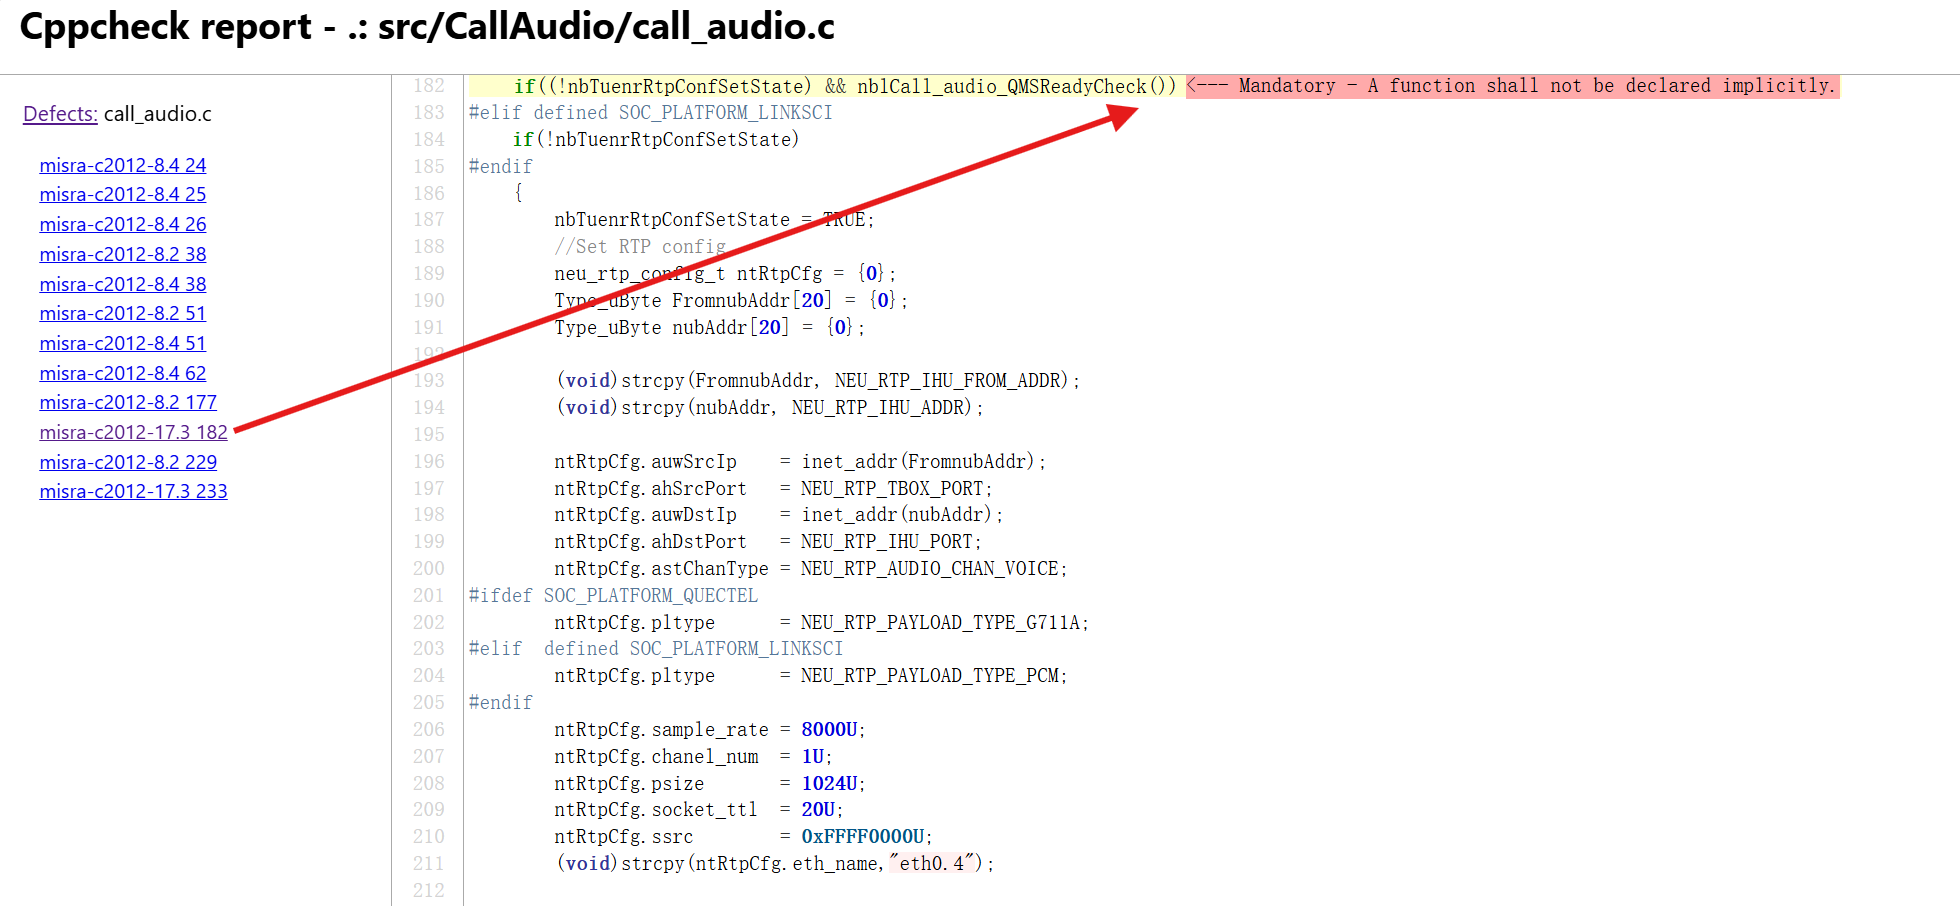 Cppcheck report - .: src/CallAudio/call_audio.c
Defects: call_audio.c
misra-c2012-8.4 24
misra-c2012-8.4 25
misra-c2012-8.4 26
misra-c2012-8.2 38
misra-c2012-8.4 38
misra-c2012-8.2 51
misra-c2012-8.4 51
misra-c2012-8.4 62
misra-c2012-8.2 177
misra-c2012-17.3 182
misra-c2012-8.2 229
misra-c2012-17.3 233
182     if((!nbTuenrRtpConfSetState) && nblCall_audio_QMSReadyCheck()) <--- Mandatory - A function shall not be declared implicitly.
183 #elif defined SOC_PLATFORM_LINKSCI
184     if(!nbTuenrRtpConfSetState)
185 #endif
186     {
187         nbTuenrRtpConfSetState = TRUE;
188         //Set RTP config
189         neu_rtp_config_t ntRtpCfg = {0};
190         Type_uByte FromnubAddr[20] = {0};
191         Type_uByte nubAddr[20] = {0};
192
193         (void)strcpy(FromnubAddr, NEU_RTP_IHU_FROM_ADDR);
194         (void)strcpy(nubAddr, NEU_RTP_IHU_ADDR);
195
196         ntRtpCfg.auwSrcIp    = inet_addr(FromnubAddr);
197         ntRtpCfg.ahSrcPort   = NEU_RTP_TBOX_PORT;
198         ntRtpCfg.auwDstIp    = inet_addr(nubAddr);
199         ntRtpCfg.ahDstPort   = NEU_RTP_IHU_PORT;
200         ntRtpCfg.astChanType = NEU_RTP_AUDIO_CHAN_VOICE;
201 #ifdef SOC_PLATFORM_QUECTEL
202         ntRtpCfg.pltype      = NEU_RTP_PAYLOAD_TYPE_G711A;
203 #elif  defined SOC_PLATFORM_LINKSCI
204         ntRtpCfg.pltype      = NEU_RTP_PAYLOAD_TYPE_PCM;
205 #endif
206         ntRtpCfg.sample_rate = 8000U;
207         ntRtpCfg.chanel_num  = 1U;
208         ntRtpCfg.psize       = 1024U;
209         ntRtpCfg.socket_ttl  = 20U;
210         ntRtpCfg.ssrc        = 0xFFFF0000U;
211         (void)strcpy(ntRtpCfg.eth_name,"eth0.4");
212